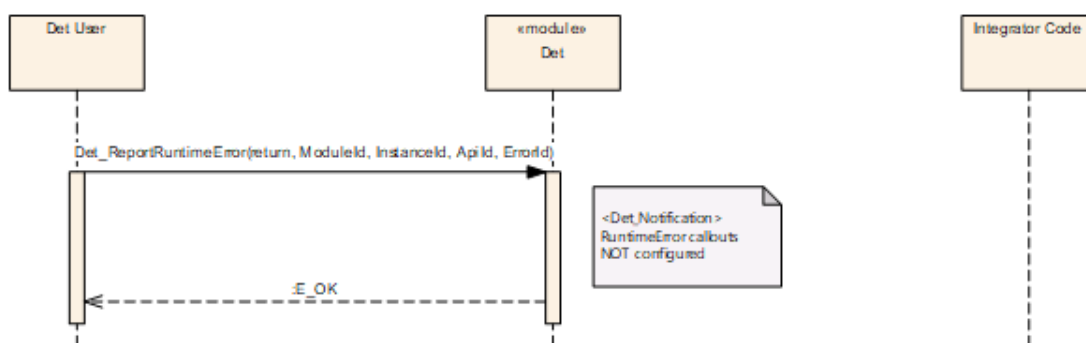 Det User
«module»
Det
Integrator Code
Det_ReportRuntimeError(return, ModuleId, InstanceId, ApiId, ErrorId)
<Det_Notification>
RuntimeError callouts
NOT configured
:E_OK